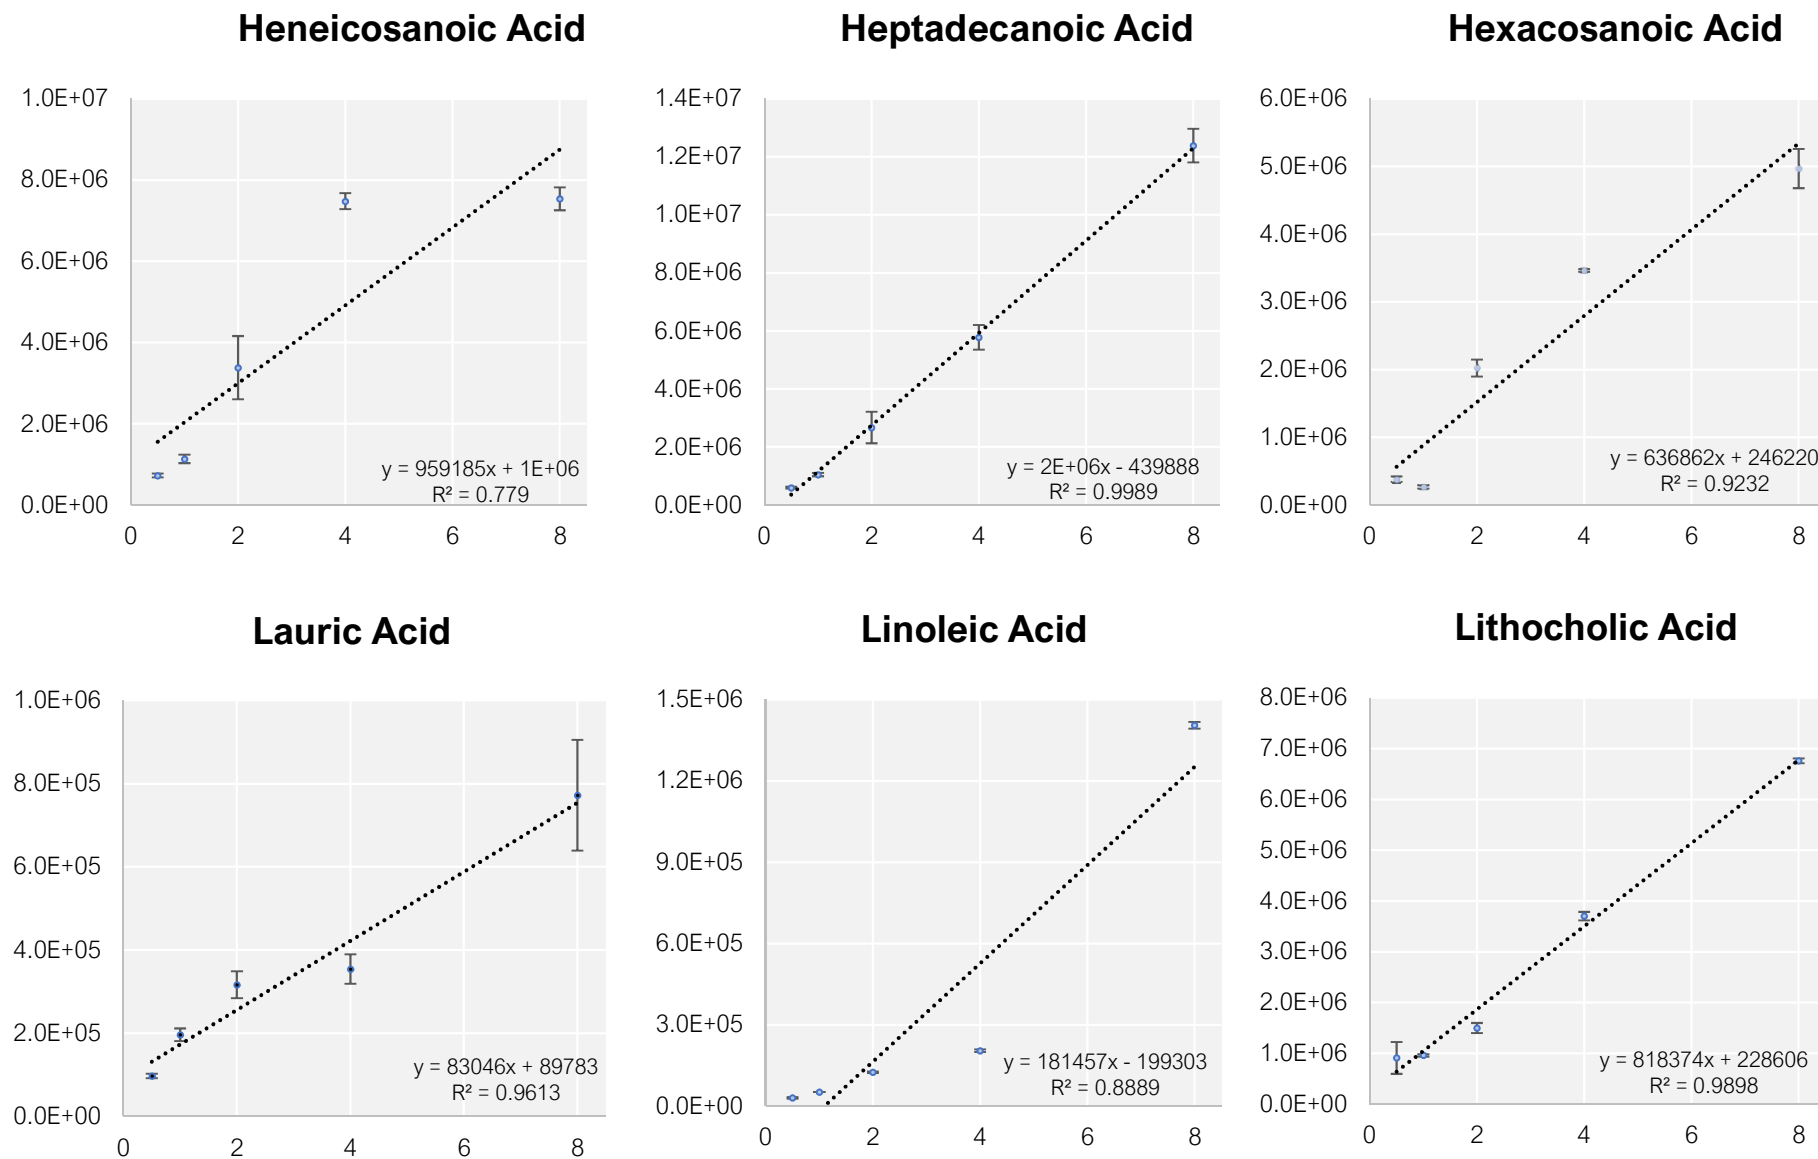 Heneicosanoic Acid
1.0E+07
8.0E+06
6.0E+06
4.0E+06
2.0E+06
0.0E+00
0 2 4 6 8
y = 959185x + 1E+06
R² = 0.779
Heptadecanoic Acid
1.4E+07
1.2E+07
1.0E+07
8.0E+06
6.0E+06
4.0E+06
2.0E+06
0.0E+00
0 2 4 6 8
y = 2E+06x - 439888
R² = 0.9989
Hexacosanoic Acid
6.0E+06
5.0E+06
4.0E+06
3.0E+06
2.0E+06
1.0E+06
0.0E+00
0 2 4 6 8
y = 636862x + 246220
R² = 0.9232
Lauric Acid
1.0E+06
8.0E+05
6.0E+05
4.0E+05
2.0E+05
0.0E+00
0 2 4 6 8
y = 83046x + 89783
R² = 0.9613
Linoleic Acid
1.5E+06
1.2E+06
9.0E+05
6.0E+05
3.0E+05
0.0E+00
0 2 4 6 8
y = 181457x - 199303
R² = 0.8889
Lithocholic Acid
8.0E+06
7.0E+06
6.0E+06
5.0E+06
4.0E+06
3.0E+06
2.0E+06
1.0E+06
0.0E+00
0 2 4 6 8
y = 818374x + 228606
R² = 0.9898